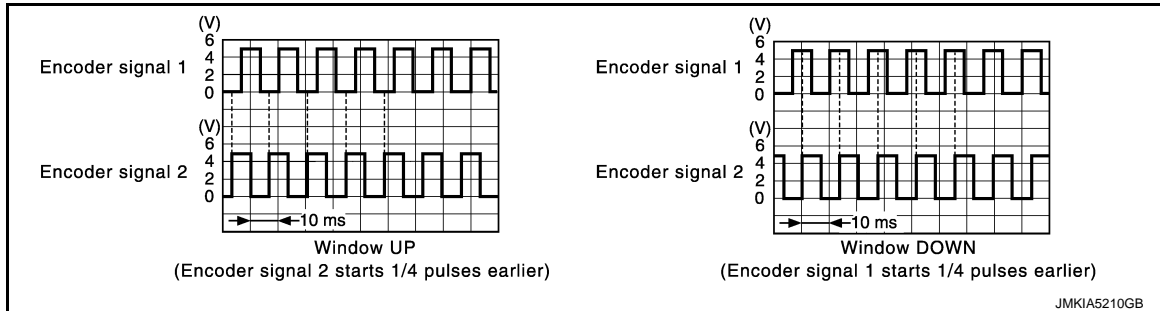 (V)
6
Encoder signal 1
4
2
0
(V)
6
Encoder signal 2
4
2
0
10 ms
Window UP
(Encoder signal 2 starts 1/4 pulses earlier)
(V)
6
Encoder signal 1
4
2
0
(V)
6
Encoder signal 2
4
2
0
10 ms
Window DOWN
(Encoder signal 1 starts 1/4 pulses earlier)
JMKIA5210GB